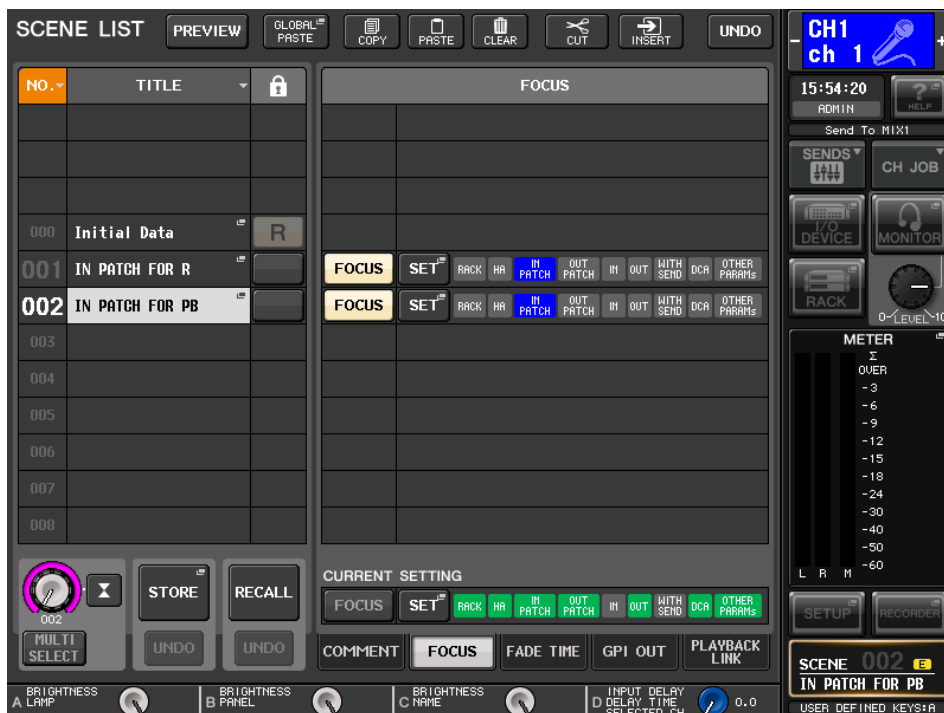 SCENE LIST PREVIEW GLOBAL PASTE COPY PASTE CLEAR CUT INSERT UNDO
CH1
ch 1
- +
NO. TITLE FOCUS
15:54:20
ADMIN
? HELP
Send To MIX1
SENDS CH JOB
I/O DEVICE MONITOR
000 Initial Data R
001 IN PATCH FOR R FOCUS SET RACK HA IN PATCH OUT PATCH IN OUT WITH SEND DCA OTHER PARAMs
002 IN PATCH FOR PB FOCUS SET RACK HA IN PATCH OUT PATCH IN OUT WITH SEND DCA OTHER PARAMs
003
004
005
006
007
008
RACK
0 LEVEL 10
METER
Σ
OVER
-3
-6
-9
-12
-15
-18
-24
-30
-40
-50
-60
L R M
002
MULTI SELECT
STORE
UNDO
RECALL
UNDO
CURRENT SETTING
FOCUS SET RACK HA IN PATCH OUT PATCH IN OUT WITH SEND DCA OTHER PARAMs
COMMENT FOCUS FADE TIME GPI OUT PLAYBACK LINK
SETUP RECORDER
SCENE 002 E
IN PATCH FOR PB
USER DEFINED KEYS:A
A BRIGHTNESS LAMP
B BRIGHTNESS PANEL
C BRIGHTNESS NAME
D INPUT DELAY DELAY TIME SELECTED CH 0.0